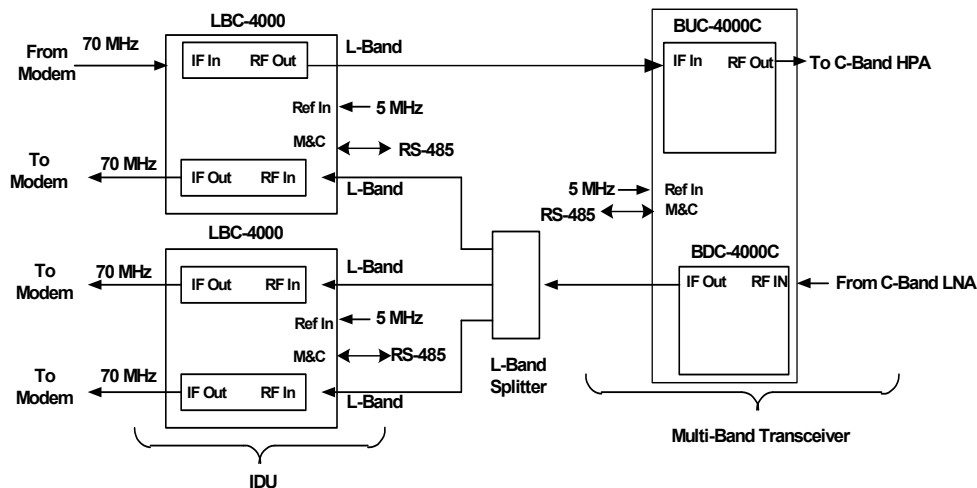 LBC-4000
From
Modem
70 MHz
IF In
RF Out
L-Band
Ref In
5 MHz
M&C
RS-485
To
Modem
70 MHz
IF Out
RF In
L-Band
LBC-4000
To
Modem
70 MHz
IF Out
RF In
L-Band
Ref In
5 MHz
M&C
RS-485
To
Modem
70 MHz
IF Out
RF In
L-Band
IDU
L-Band
Splitter
BUC-4000C
IF In
RF Out
To C-Band HPA
5 MHz
Ref In
RS-485
M&C
BDC-4000C
IF Out
RF IN
From C-Band LNA
Multi-Band Transceiver